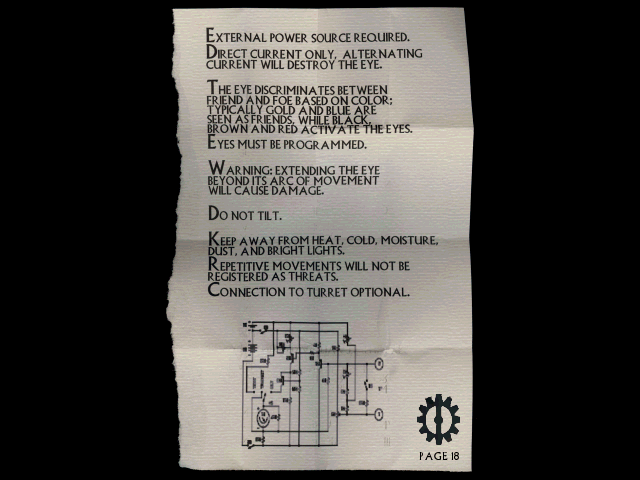 EXTERNAL POWER SOURCE REQUIRED.
DIRECT CURRENT ONLY, ALTERNATING
CURRENT WILL DESTROY THE EYE.
THE EYE DISCRIMINATES BETWEEN
FRIEND AND FOE BASED ON COLOR;
TYPICALLY GOLD AND BLUE ARE
SEEN AS FRIENDS, WHILE BLACK,
BROWN AND RED ACTIVATE THE EYES.
EYES MUST BE PROGRAMMED.
WARNING: EXTENDING THE EYE
BEYOND ITS ARC OF MOVEMENT
WILL CAUSE DAMAGE.
DO NOT TILT.
KEEP AWAY FROM HEAT, COLD, MOISTURE,
DUST, AND BRIGHT LIGHTS.
REPETITIVE MOVEMENTS WILL NOT BE
REGISTERED AS THREATS.
CONNECTION TO TURRET OPTIONAL.
PAGE 18